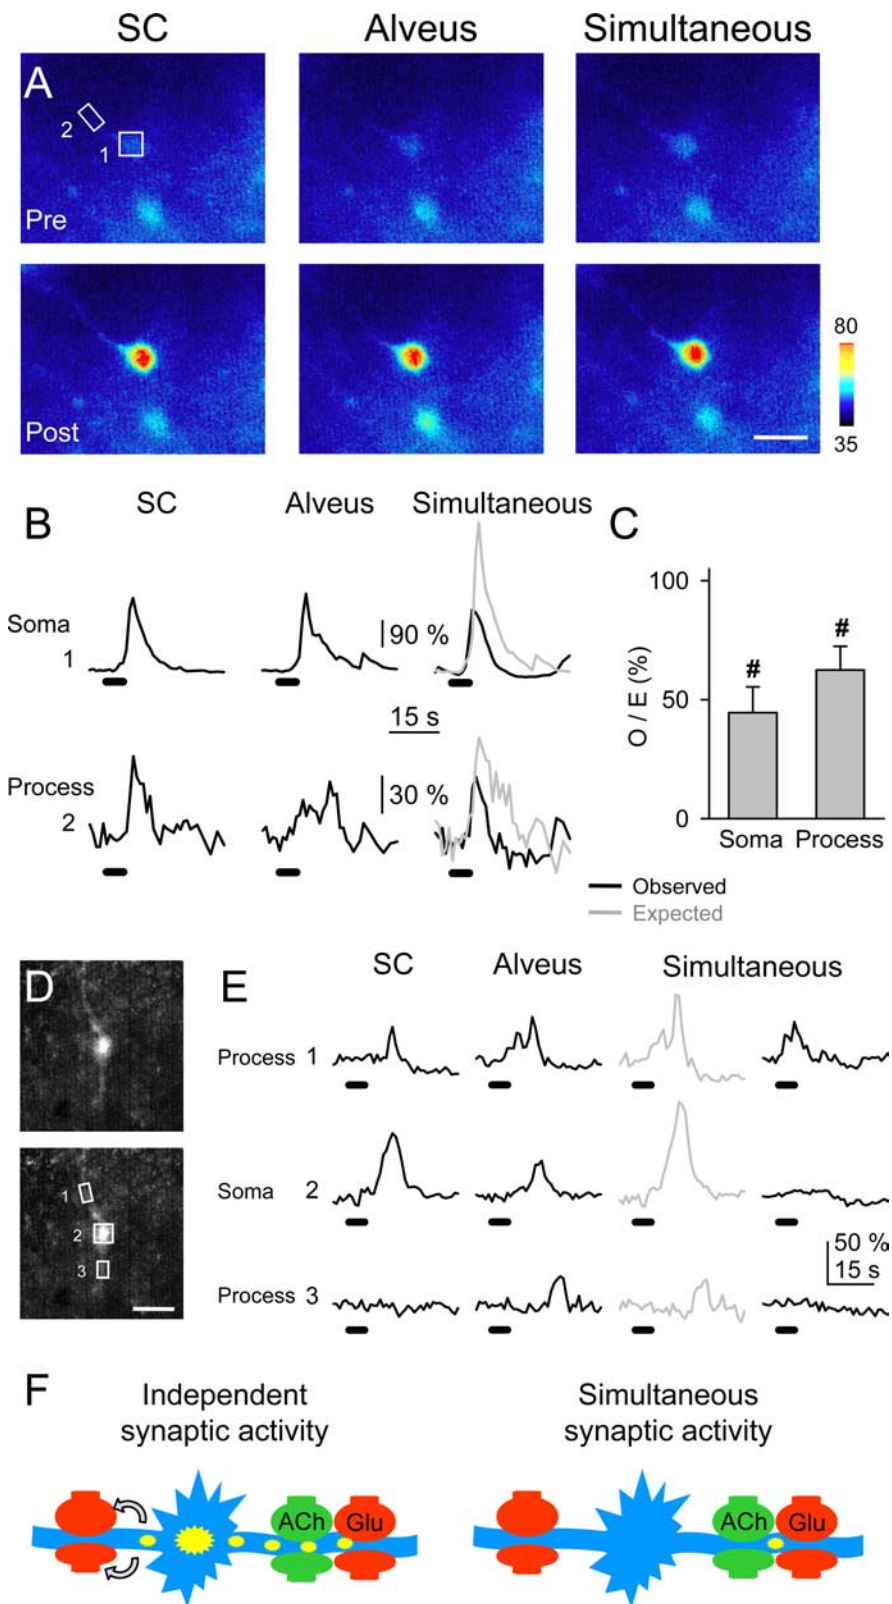 SC Alveus Simultaneous
A
2
1
Pre
Post
80
35
B
SC Alveus Simultaneous
C
Soma
1
90 %
15 s
Process
2
30 %
O / E (%)
100
50
0
# #
Soma Process
Observed
Expected
D
1
2
3
E
SC Alveus Simultaneous
Process 1
Soma 2
Process 3
50 %
15 s
F
Independent
synaptic activity
Simultaneous
synaptic activity
ACh Glu
ACh Glu